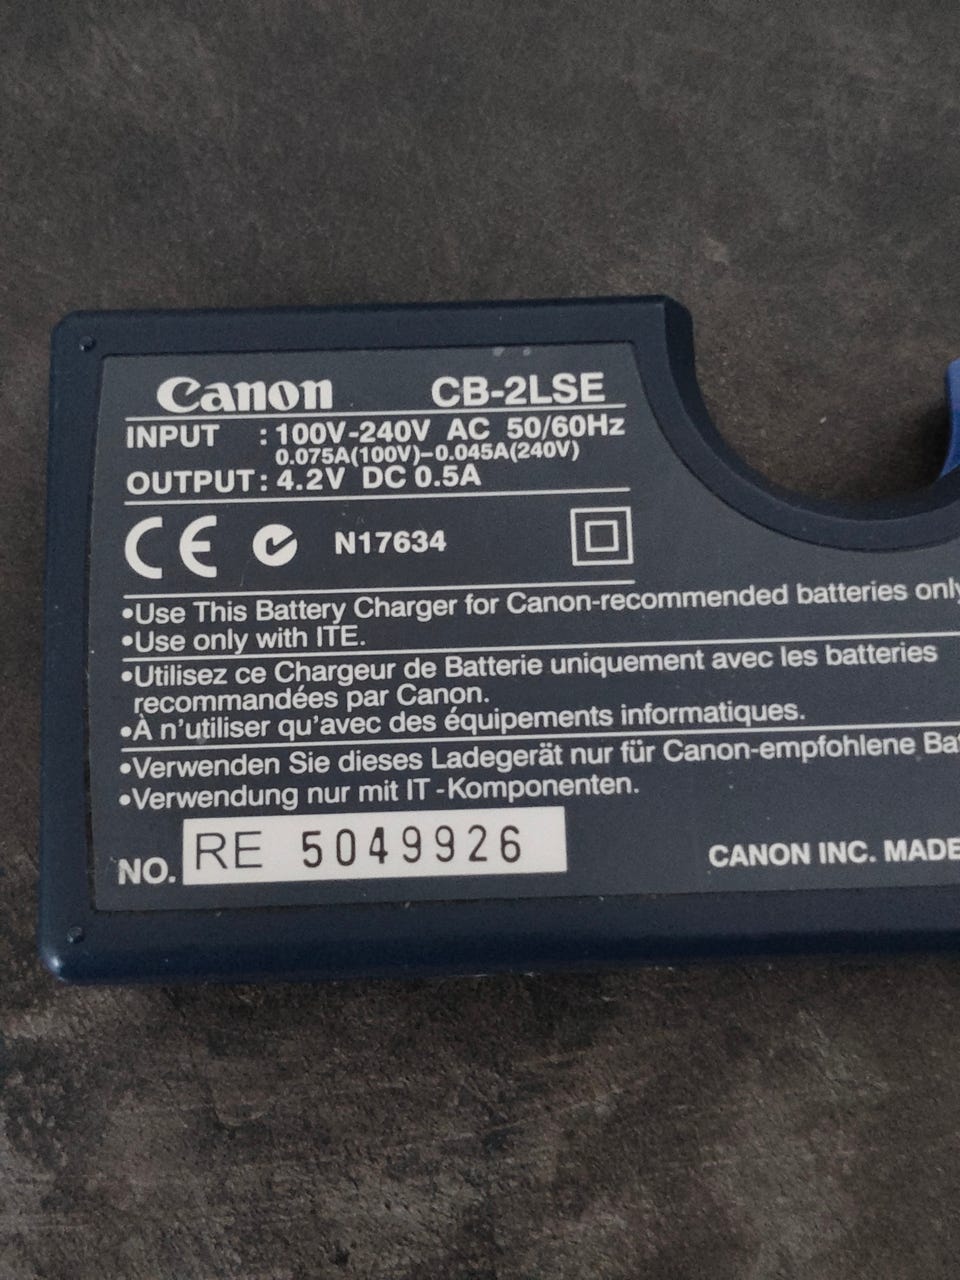 Canon CB-2LSE
INPUT : 100V-240V AC 50/60Hz
0.075A(100V)-0.045A(240V)
OUTPUT : 4.2V DC 0.5A
CE N17634
•Use This Battery Charger for Canon-recommended batteries only
•Use only with ITE.
•Utilisez ce Chargeur de Batterie uniquement avec les batteries
recommandées par Canon.
•À n'utiliser qu'avec des équipements informatiques.
•Verwenden Sie dieses Ladegerät nur für Canon-empfohlene
•Verwendung nur mit IT-Komponenten.
NO. RE 5049926
CANON INC. MADE